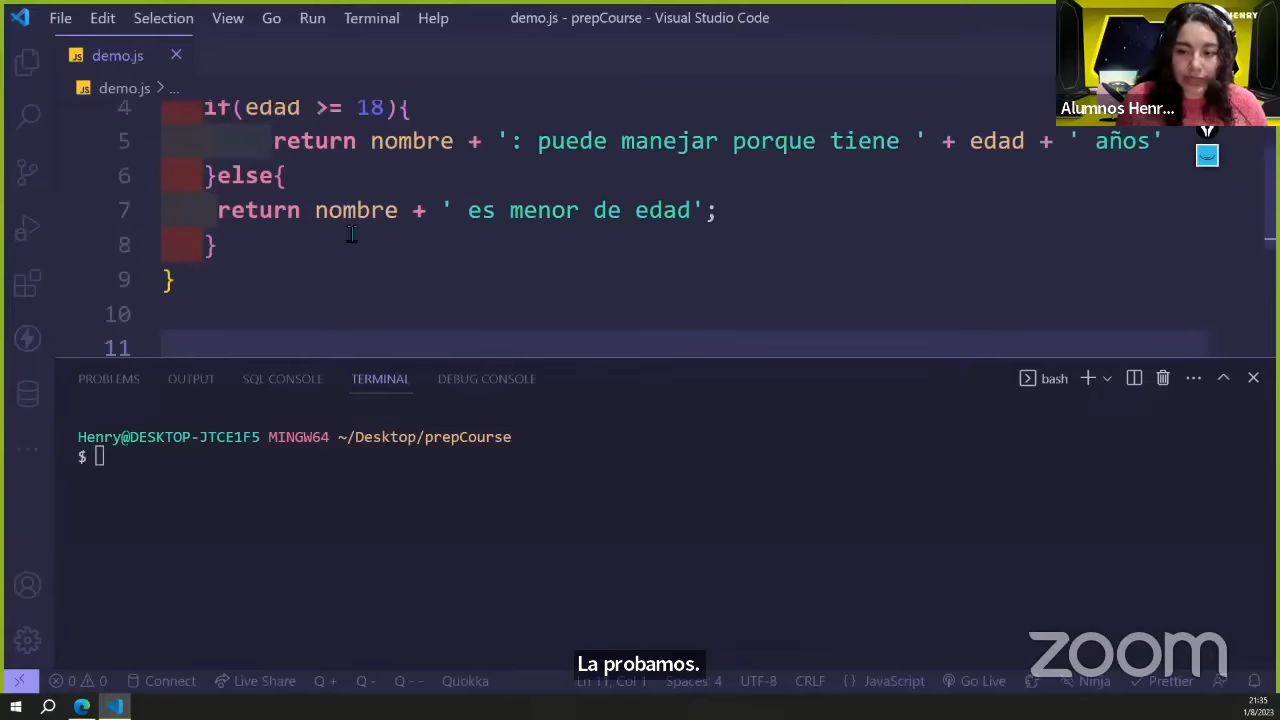 File Edit Selection View Go Run Terminal Help demo.js - prepCourse - Visual Studio Code
HENRY
JS demo.js
JS demo.js > ...
Alumnos Henr...
4 if(edad >= 18){
5 return nombre + ': puede manejar porque tiene ' + edad + ' años'
6 }else{
7 return nombre + ' es menor de edad';
8 }
9 }
10
11
PROBLEMS OUTPUT SQL CONSOLE TERMINAL DEBUG CONSOLE bash
Henry@DESKTOP-JTCE1F5 MINGW64 ~/Desktop/prepCourse
$
La probamos.
zoom
0 0 Connect Live Share Q + Q - Q -- Quokka Ln 11, Col 1 Spaces: 4 UTF-8 CRLF {} JavaScript Go Live Ninja Prettier
21:35
1/8/2023